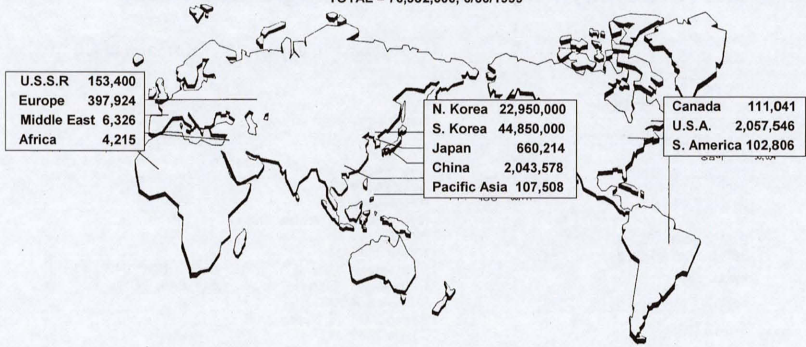 U.S.S.R 153,400
Europe 397,924
Middle East 6,326
Africa 4,215
N. Korea 22,950,000
S. Korea 44,850,000
Japan 660,214
China 2,043,578
Pacific Asia 107,508
Canada 111,041
U.S.A. 2,057,546
S. America 102,806